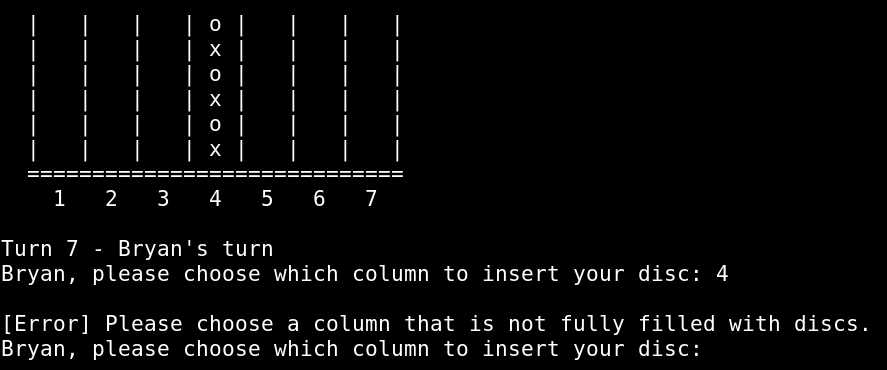 |   |   |   | o |   |   |   |
|   |   |   | x |   |   |   |
|   |   |   | o |   |   |   |
|   |   |   | x |   |   |   |
|   |   |   | o |   |   |   |
|   |   |   | x |   |   |   |
=============================
1   2   3   4   5   6   7
Turn 7 - Bryan's turn
Bryan, please choose which column to insert your disc: 4
[Error] Please choose a column that is not fully filled with discs.
Bryan, please choose which column to insert your disc: